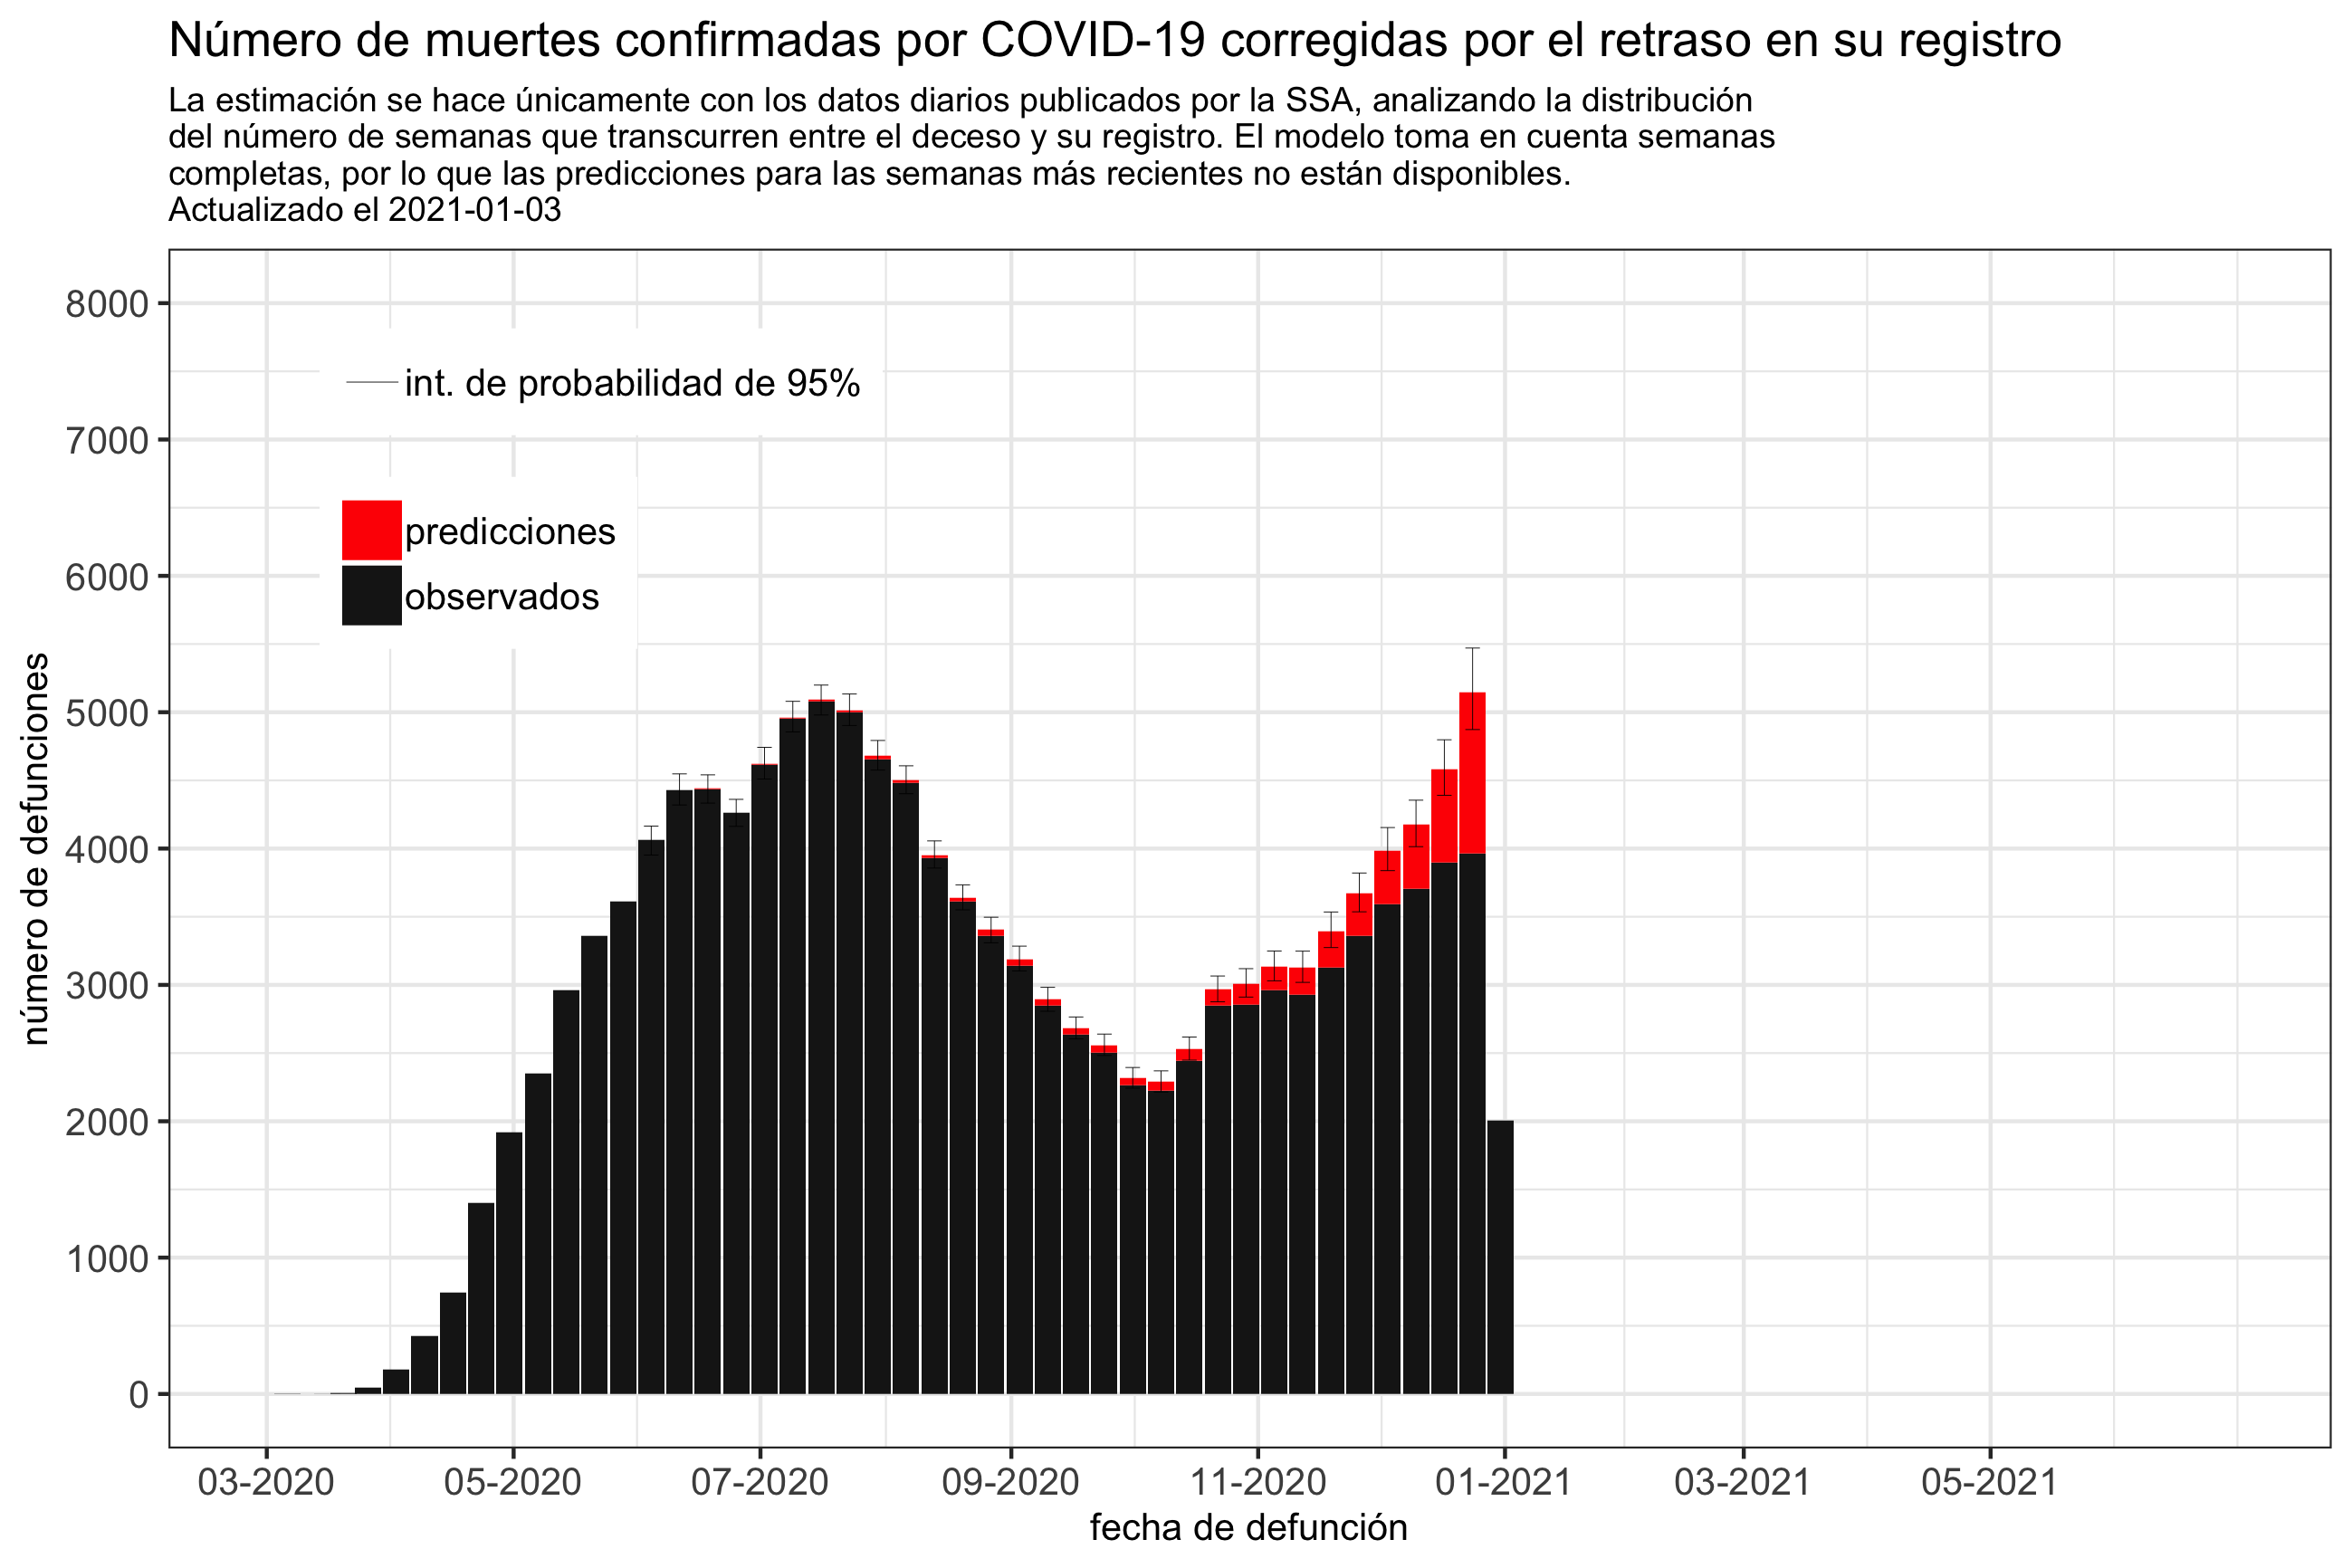 Número de muertes confirmadas por COVID-19 corregidas por el retraso en su registro
La estimación se hace únicamente con los datos diarios publicados por la SSA, analizando la distribución
del número de semanas que transcurren entre el deceso y su registro. El modelo toma en cuenta semanas
completas, por lo que las predicciones para las semanas más recientes no están disponibles.
Actualizado el 2021-01-03
8000
7000
6000
5000
4000
3000
2000
1000
0
número de defunciones
int. de probabilidad de 95%
predicciones
observados
03-2020 05-2020 07-2020 09-2020 11-2020 01-2021 03-2021 05-2021
fecha de defunción